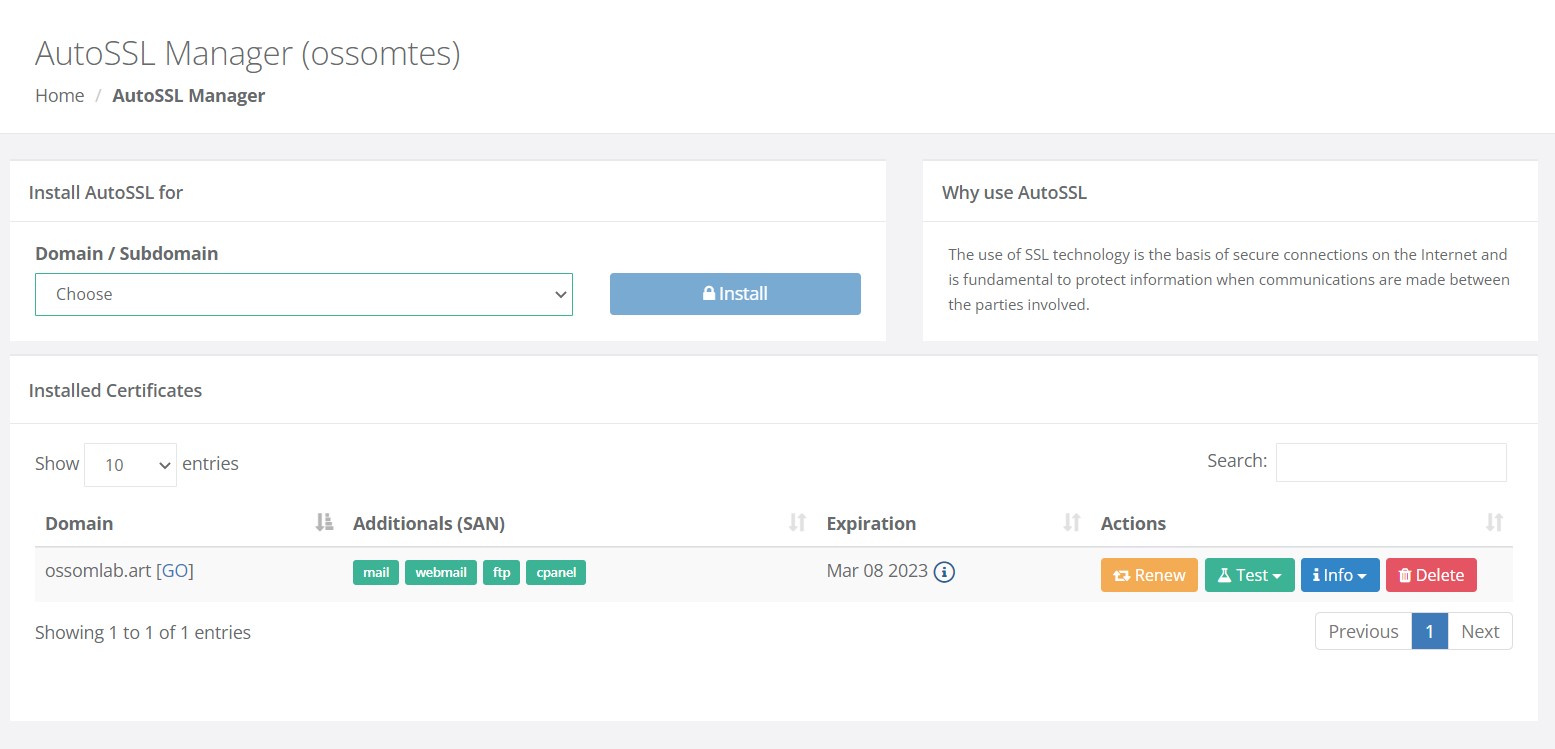 AutoSSL Manager (ossomtes)
Home / AutoSSL Manager
Install AutoSSL for
Domain / Subdomain
Choose
Install
Why use AutoSSL
The use of SSL technology is the basis of secure connections on the Internet and
is fundamental to protect information when communications are made between
the parties involved.
Installed Certificates
Show 10 entries
Search:
Domain Additionals (SAN) Expiration Actions
ossomlab.art [GO] mail webmail ftp cpanel Mar 08 2023 Renew Test Info Delete
Showing 1 to 1 of 1 entries
Previous 1 Next